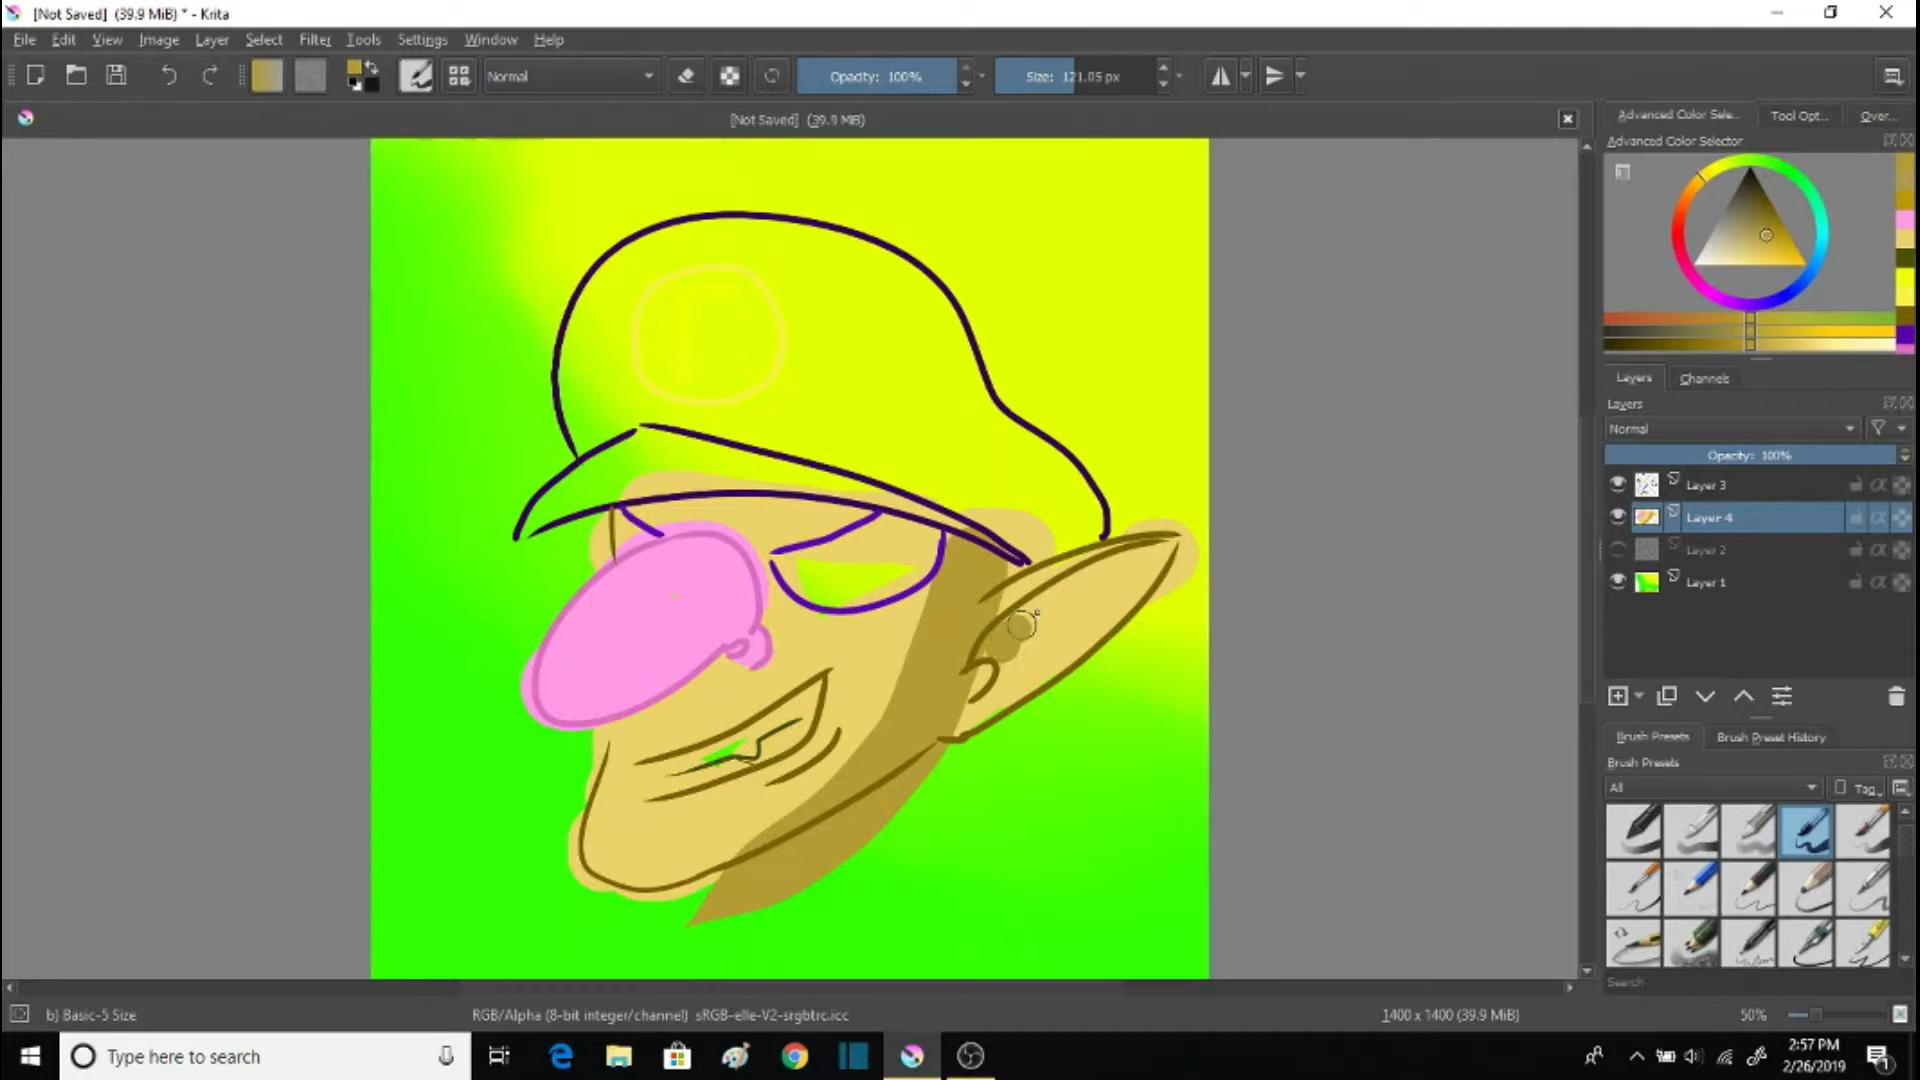 [Not Saved] (39.9 MiB) * - Krita
File Edit View Image Layer Select Filter Tools Settings Window Help
Normal
Opacity: 100%
Size: 121.05 px
[Not Saved] (39.9 MiB)
Advanced Color Sele... Tool Opt... Over...
Advanced Color Selector
Layers Channels
Layers
Normal
Opacity: 100%
Layer 3
Layer 4
Layer 2
Layer 1
Brush Presets Brush Preset History
Brush Presets
All
Tag
Search
b) Basic-5 Size
RGB/Alpha (8-bit integer/channel) sRGB-elle-V2-srgbtrc.icc
1400 x 1400 (39.9 MiB)
50%
Type here to search
2:57 PM
2/26/2019
1